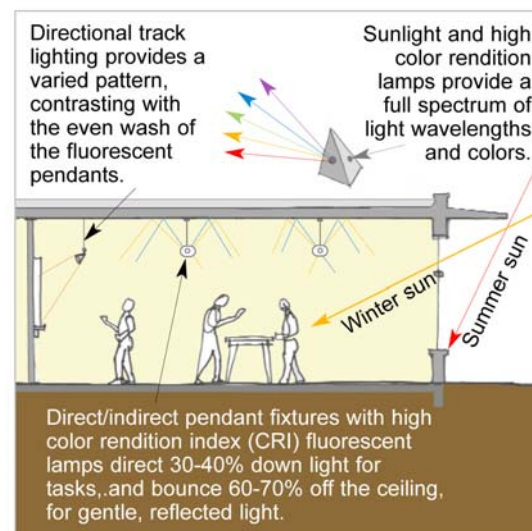 Directional track
lighting provides a
varied pattern,
contrasting with
the even wash of
the fluorescent
pendants.
Sunlight and high
color rendition
lamps provide a
full spectrum of
light wavelengths
and colors.
Winter sun
Summer sun
Direct/indirect pendant fixtures with high
color rendition index (CRI) fluorescent
lamps direct 30-40% down light for
tasks,.and bounce 60-70% off the ceiling,
for gentle, reflected light.